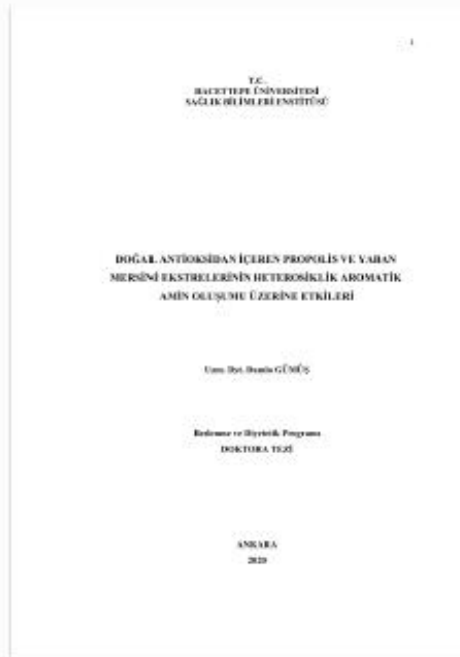 1
T.C.
HACETTEPE ÜNİVERSİTESİ
SAĞLIK BİLİMLERİ ENSTİTÜSÜ
DOĞAL ANTİOKSİDAN İÇEREN PROPOLİS VE YABAN
MERSİNİ EKSTRELERİNİN HETEROSİKLİK AROMATİK
AMİN OLUŞUMU ÜZERİNE ETKİLERİ
Uzm. Dyt. GÜMÜŞ
Beslenme ve Diyetetik Programı
DOKTORA TEZİ
ANKARA
2020